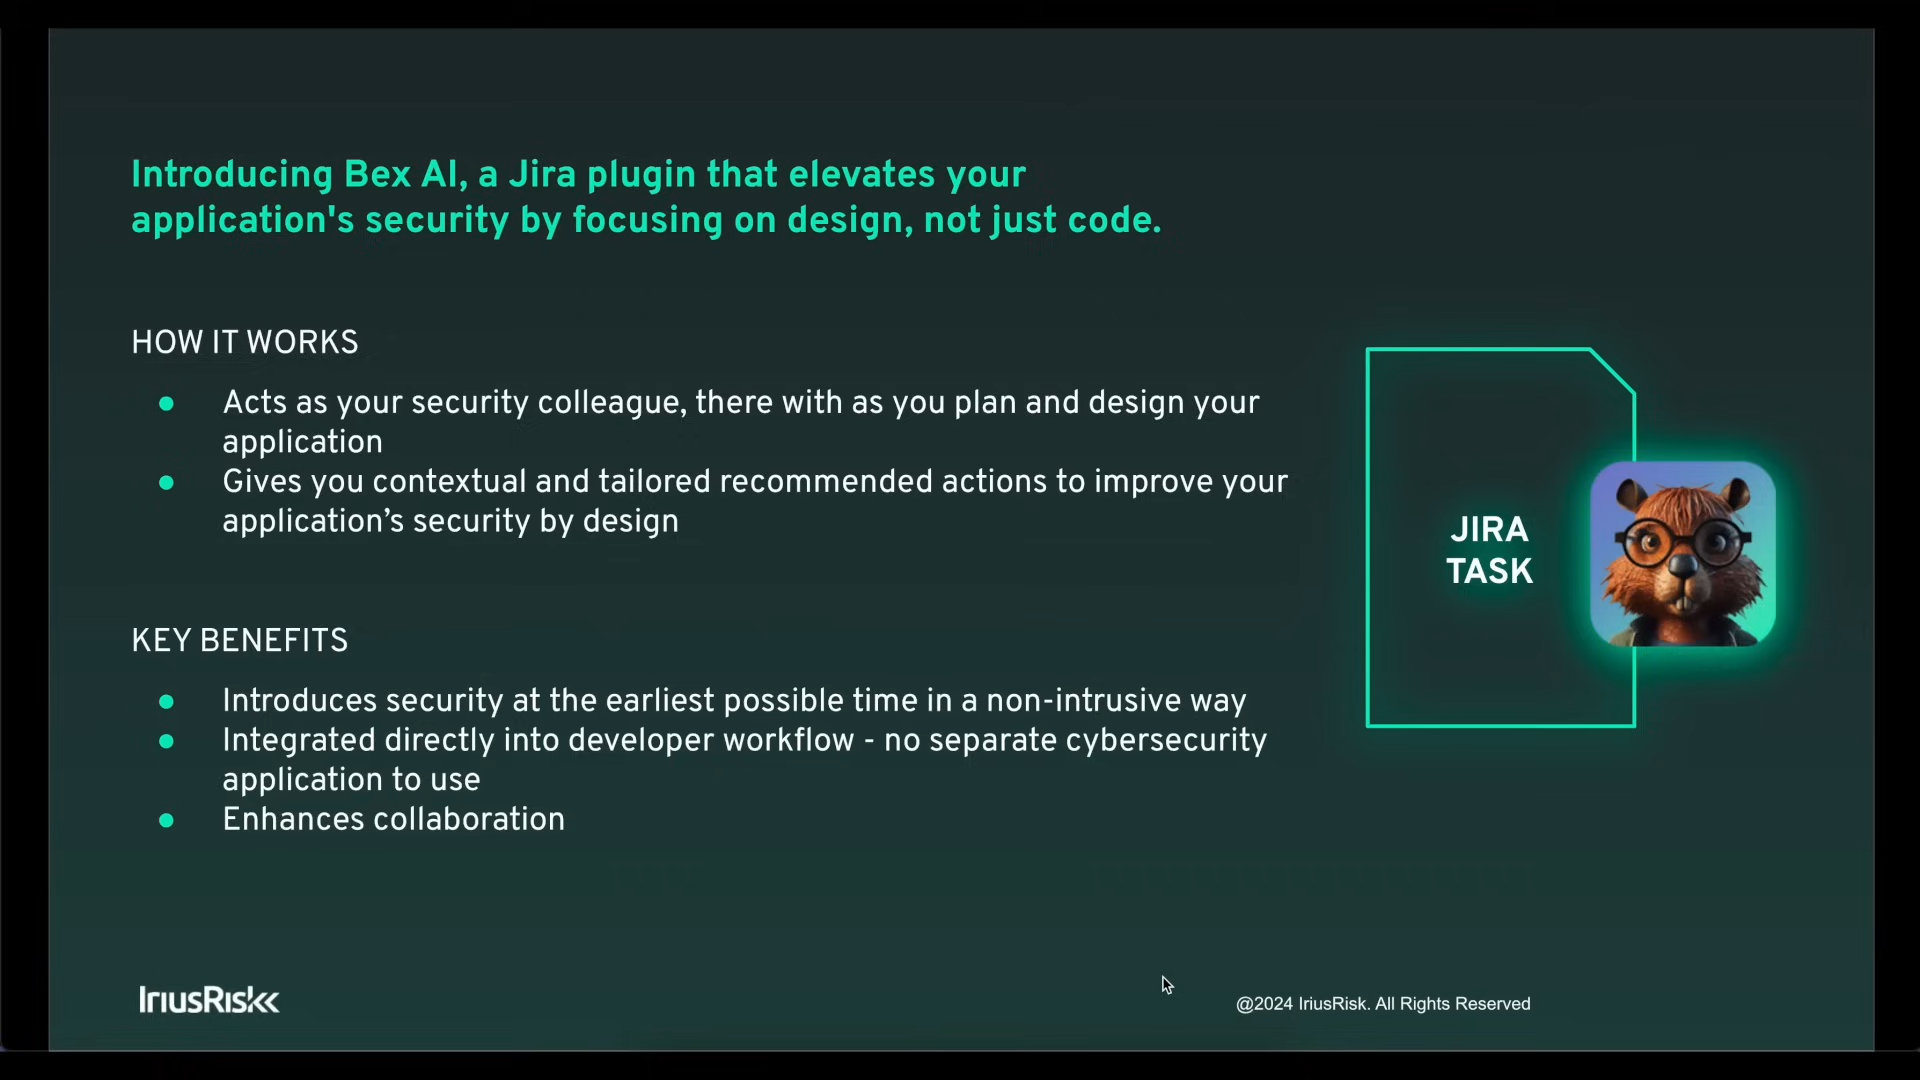 Introducing Bex AI, a Jira plugin that elevates your
application's security by focusing on design, not just code.
HOW IT WORKS
● Acts as your security colleague, there with as you plan and design your
application
● Gives you contextual and tailored recommended actions to improve your
application’s security by design
KEY BENEFITS
● Introduces security at the earliest possible time in a non-intrusive way
● Integrated directly into developer workflow - no separate cybersecurity
application to use
● Enhances collaboration
JIRA
TASK
IriusRisk
@2024 IriusRisk. All Rights Reserved